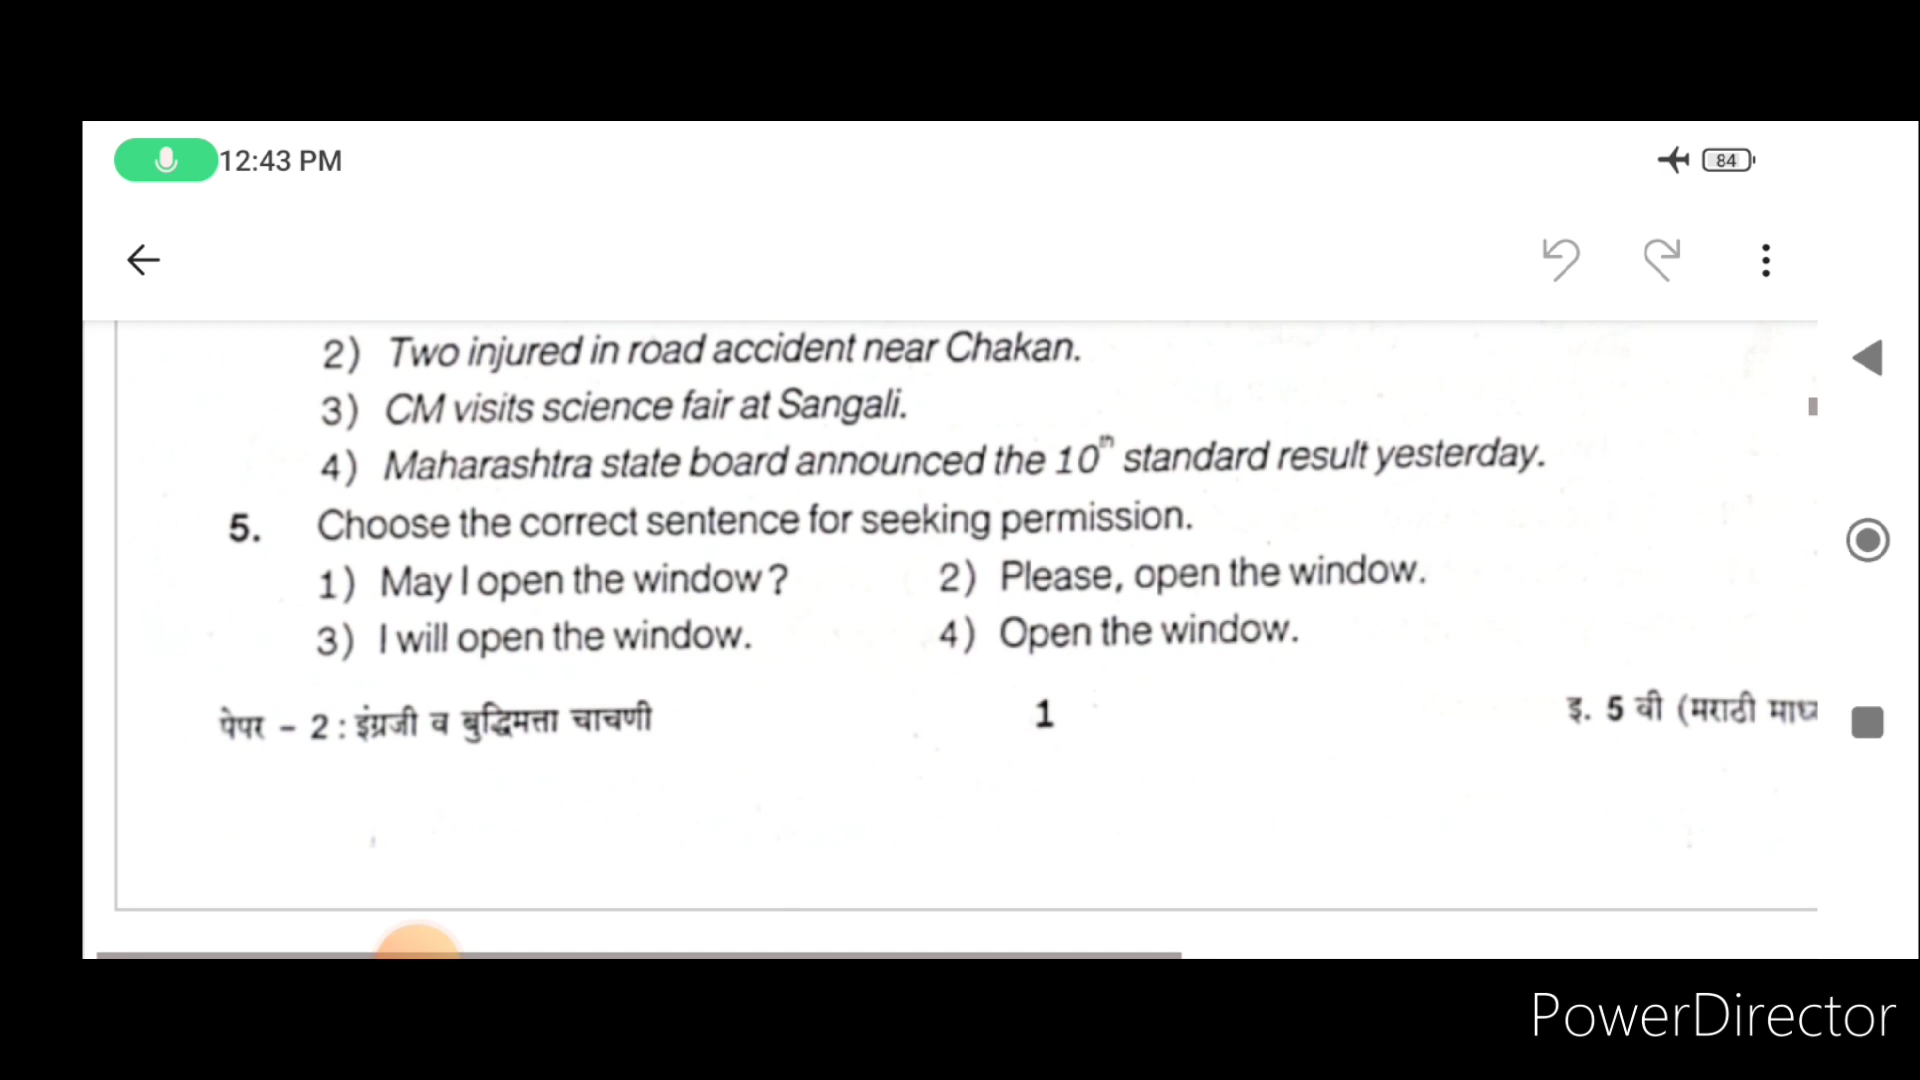 12:43 PM
84
2) Two injured in road accident near Chakan.
3) CM visits science fair at Sangali.
4) Maharashtra state board announced the 10th standard result yesterday.
5. Choose the correct sentence for seeking permission.
1) May I open the window? 2) Please, open the window.
3) I will open the window. 4) Open the window.
पेपर – 2 : इंग्रजी व बुद्धिमत्ता चाचणी 1 इ. 5 वी (मराठी
PowerDirector